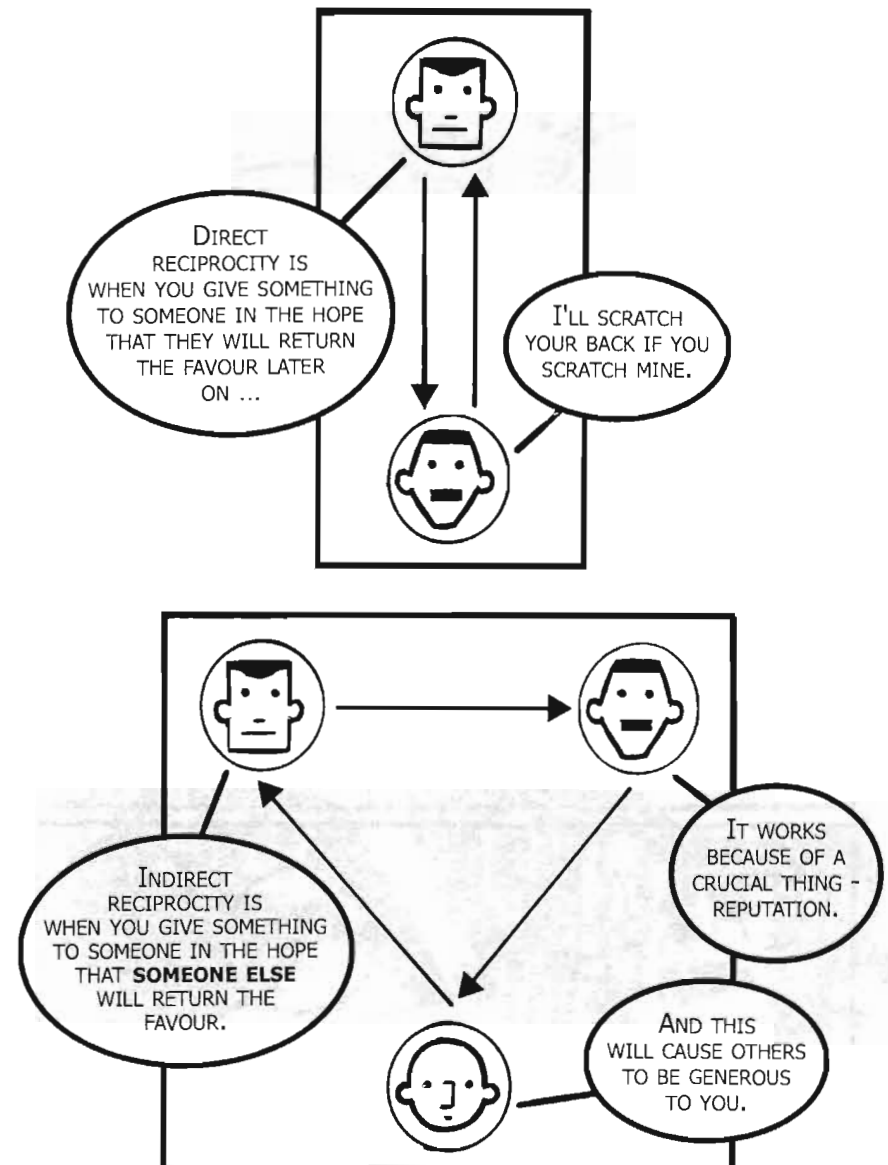 DIRECT
RECIPROCITY IS
WHEN YOU GIVE SOMETHING
TO SOMEONE IN THE HOPE
THAT THEY WILL RETURN
THE FAVOUR LATER
ON ...
I'LL SCRATCH
YOUR BACK IF YOU
SCRATCH MINE.
INDIRECT
RECIPROCITY IS
WHEN YOU GIVE SOMETHING
TO SOMEONE IN THE HOPE
THAT SOMEONE ELSE
WILL RETURN THE
FAVOUR.
IT WORKS
BECAUSE OF A
CRUCIAL THING -
REPUTATION.
AND THIS
WILL CAUSE OTHERS
TO BE GENEROUS
TO YOU.